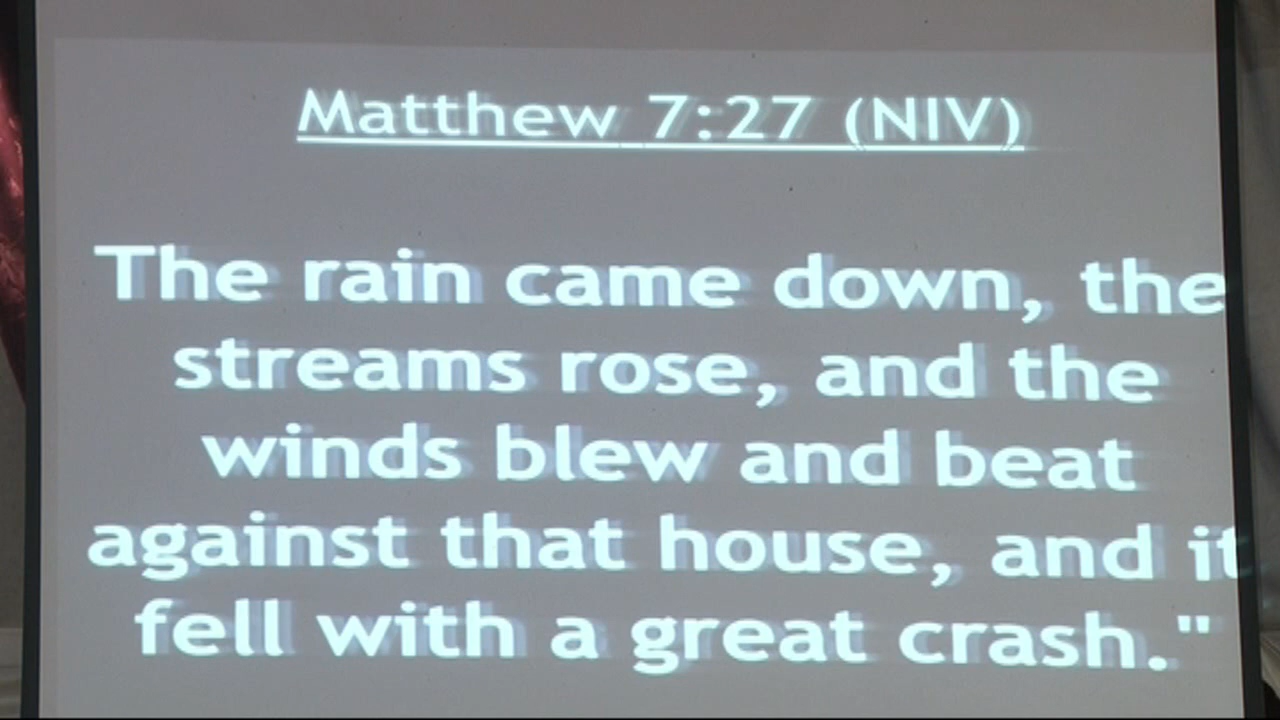 Matthew 7:27 (NIV)
The rain came down, the
streams rose, and the
winds blew and beat
against that house, and it
fell with a great crash."